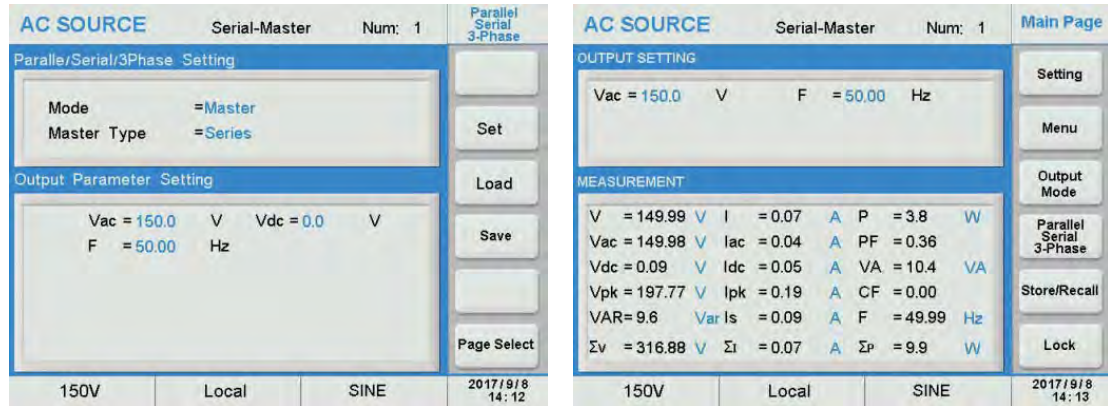 AC SOURCE Serial-Master Num: 1 Parallel Serial 3-Phase
Paralle/Serial/3Phase Setting
Mode =Master
Master Type =Series
Set
Load
Save
Page Select
Output Parameter Setting
Vac = 150.0 V Vdc = 0.0 V
F = 50.00 Hz
150V Local SINE 2017/9/8 14:12
AC SOURCE Serial-Master Num: 1 Main Page
OUTPUT SETTING
Vac = 150.0 V F = 50.00 Hz
Setting
Menu
Output Mode
Parallel Serial 3-Phase
Store/Recall
Lock
MEASUREMENT
V = 149.99 V I = 0.07 A P = 3.8 W
Vac = 149.98 V Iac = 0.04 A PF = 0.36
Vdc = 0.09 V Idc = 0.05 A VA = 10.4 VA
Vpk = 197.77 V Ipk = 0.19 A CF = 0.00
VAR= 9.6 Var Is = 0.09 A F = 49.99 Hz
Σv = 316.88 V Σı = 0.07 A Σᴘ = 9.9 W
150V Local SINE 2017/9/8 14:13